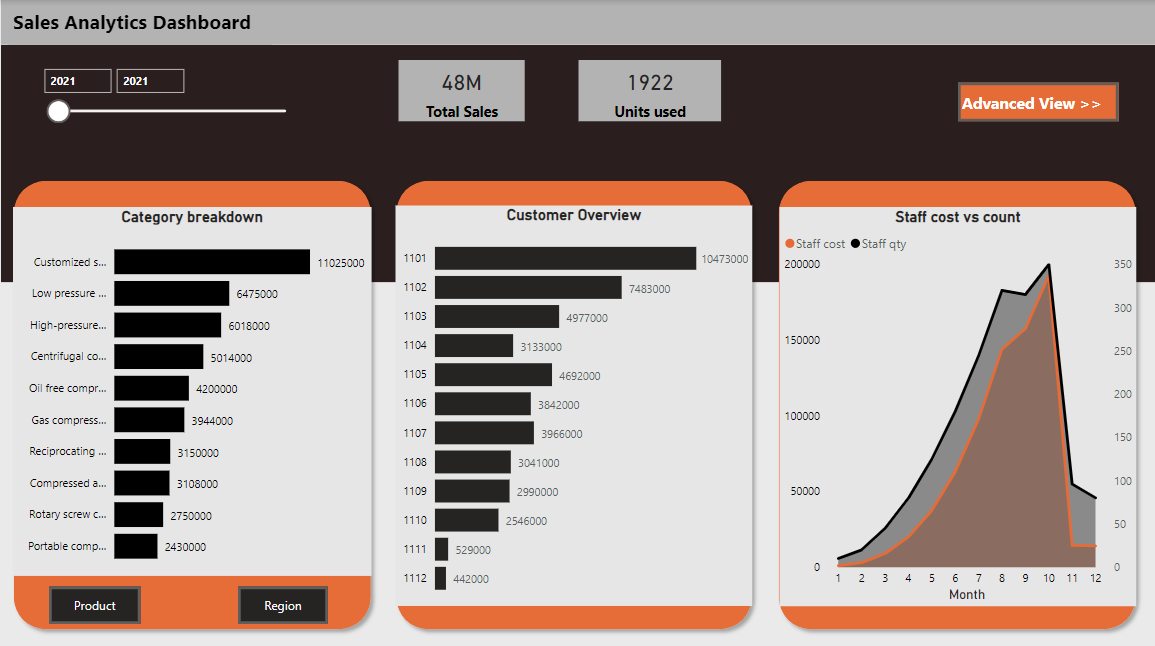 Sales Analytics Dashboard
2021 2021
48M
Total Sales
1922
Units used
Advanced View >>
Category breakdown
Customized s... 11025000
Low pressure ... 6475000
High-pressure... 6018000
Centrifugal co... 5014000
Oil free compr... 4200000
Gas compress... 3944000
Reciprocating ... 3150000
Compressed a... 3108000
Rotary screw c... 2750000
Portable comp... 2430000
Product Region
Customer Overview
1101 10473000
1102 7483000
1103 4977000
1104 3133000
1105 4692000
1106 3842000
1107 3966000
1108 3041000
1109 2990000
1110 2546000
1111 529000
1112 442000
Staff cost vs count
Staff cost Staff qty
200000 350
300
150000
250
200
100000
150
50000 100
50
0 0
1 2 3 4 5 6 7 8 9 10 11 12
Month